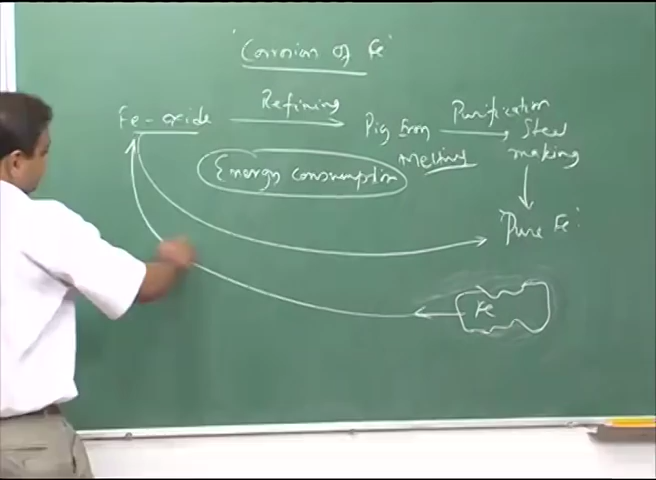 'Corrosion of Fe'
Fe-oxide
Refining
Pig Iron
Purification
Steel
making
Melting
Energy consumption
'Pure Fe'
Fe